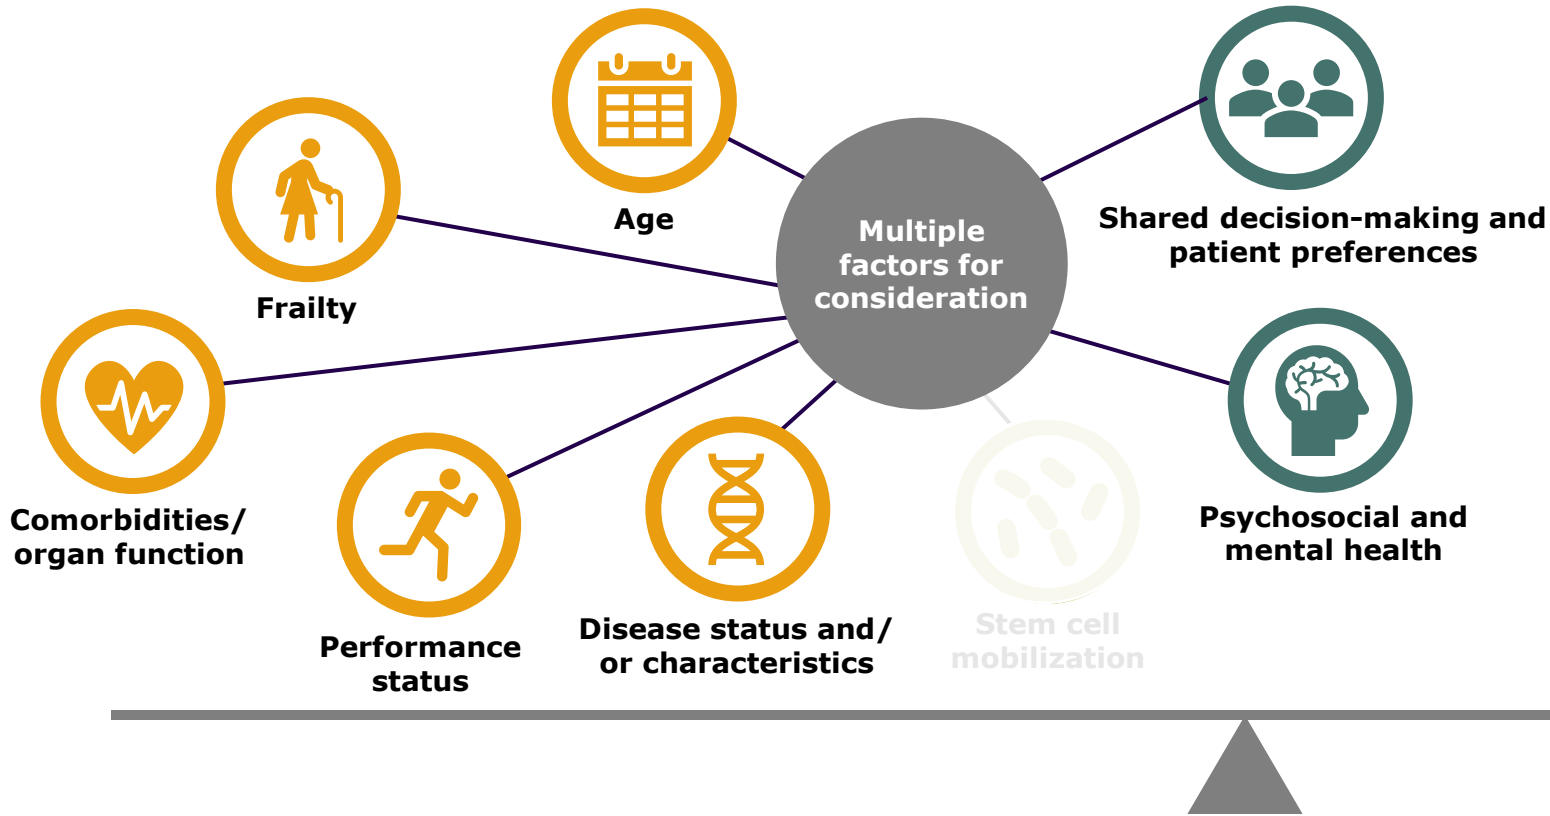 Age
Frailty
Comorbidities/
organ function
Performance
status
Disease status and/
or characteristics
Stem cell
mobilization
Multiple
factors for
consideration
Shared decision-making and
patient preferences
Psychosocial and
mental health